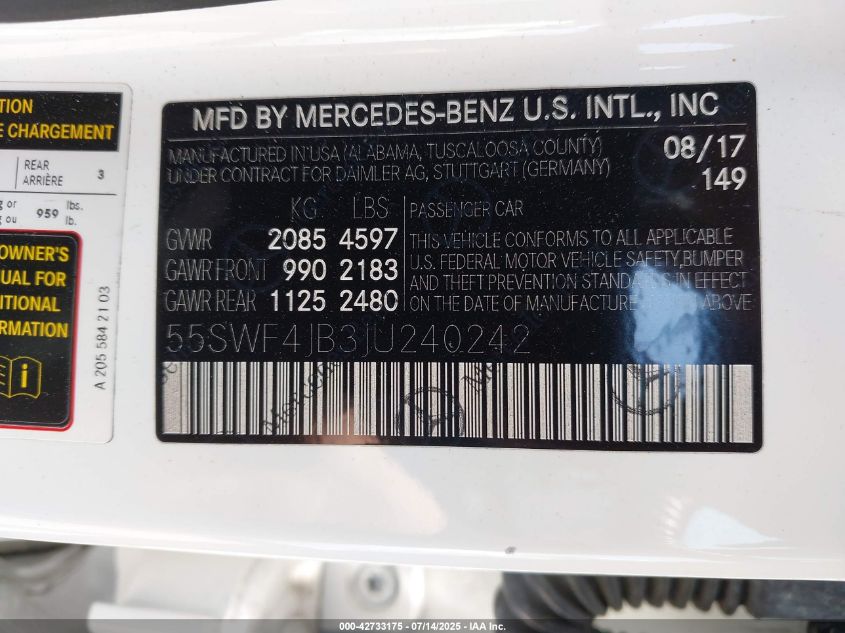 TION
E CHARGEMENT
REAR
ARRIÈRE 3
g or
g ou 959 lbs.
lb.
OWNER'S
NUAL FOR
ITIONAL
RMATION
A 205 584 21 03
MFD BY MERCEDES-BENZ U.S. INTL., INC
MANUFACTURED IN USA (ALABAMA, TUSCALOOSA COUNTY) 08/17
UNDER CONTRACT FOR DAIMLER AG, STUTTGART (GERMANY) 149
KG LBS PASSENGER CAR
GVWR 2085 4597 THIS VEHICLE CONFORMS TO ALL APPLICABLE
GAWR FRONT 990 2183 U.S. FEDERAL MOTOR VEHICLE SAFETY, BUMPER
AND THEFT PREVENTION STANDARDS IN EFFECT
GAWR REAR 1125 2480 ON THE DATE OF MANUFACTURE SHOWN ABOVE.
55SWF4JB3JU240242
000-42733175 - 07/14/2025 - IAA Inc.